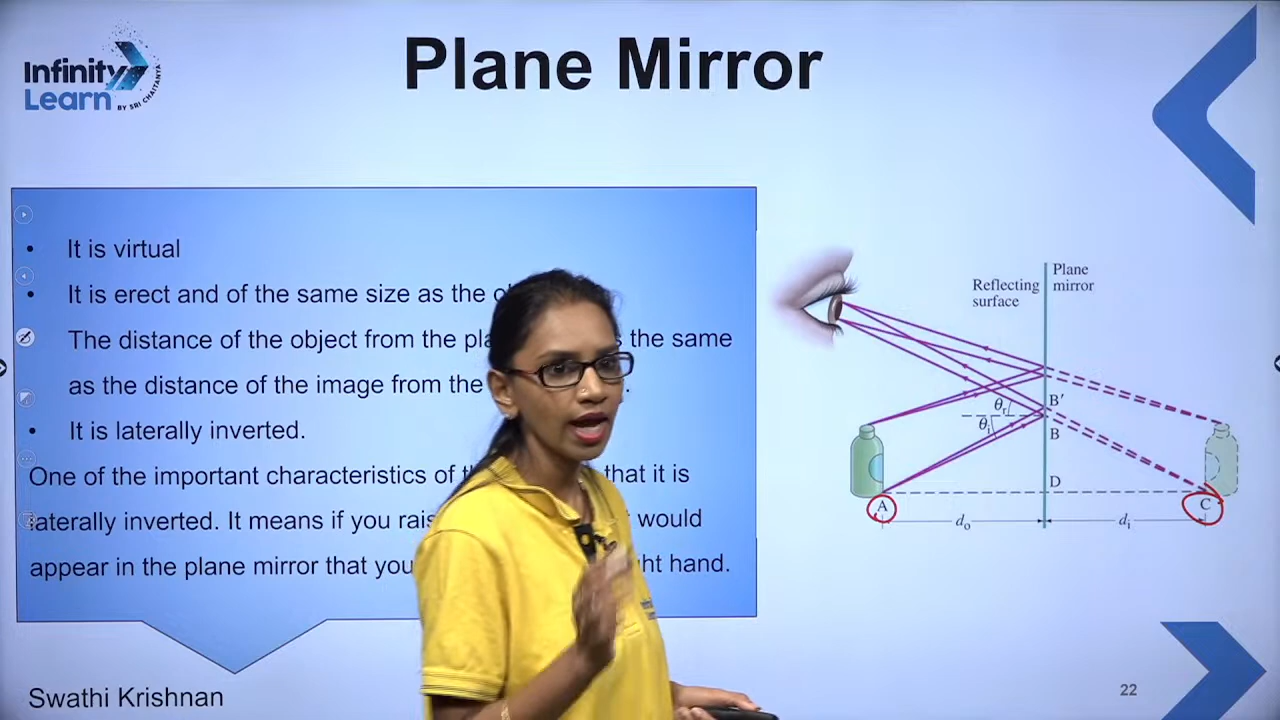 Plane Mirror
Infinity
Learn
BY SRI CHAITANYA
• It is virtual
• It is erect and of the same size as the
The distance of the object from the the same
as the distance of the image from the .
• It is laterally inverted.
One of the important characteristics of that it is
laterally inverted. It means if you would
appear in the plane mirror that you hand.
Reflecting
surface
Plane
mirror
B′
θr
θi
B
D
A
C
do
di
Swathi Krishnan
22